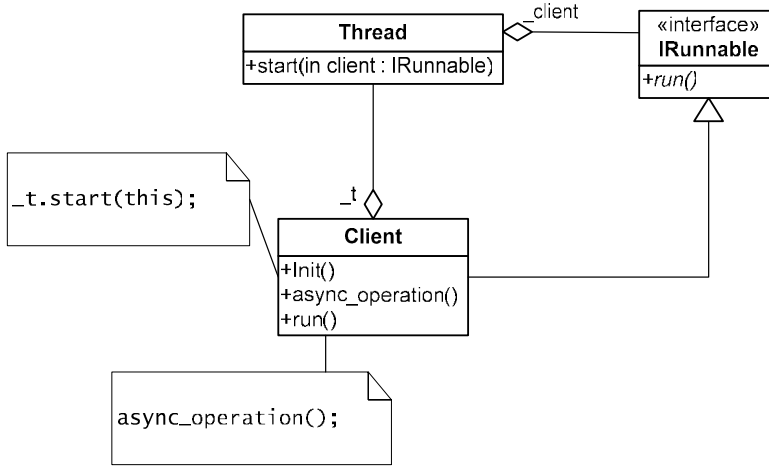 _client
«interface»
IRunnable
+run()
Thread
+start(in client : IRunnable)
_t.start(this);
_t
Client
+Init()
+async_operation()
+run()
async_operation();